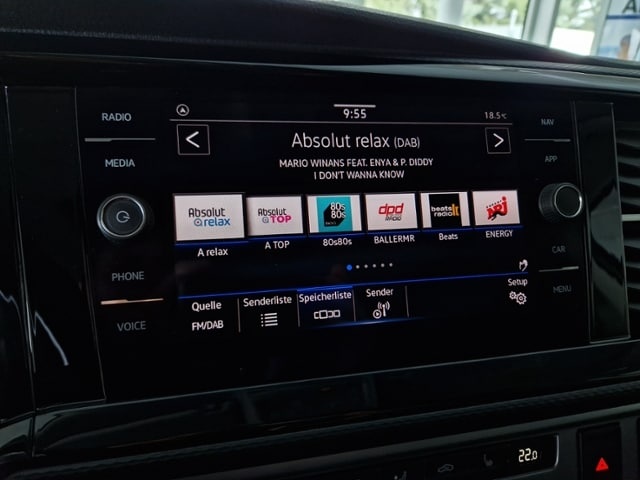 RADIO
MEDIA
PHONE
VOICE
9:55
18.5°C
Absolut relax (DAB)
MARIO WINANS FEAT. ENYA & P. DIDDY
I DON'T WANNA KNOW
Absolut relax
Absolut TOP
80s80s
dpd RADIO
beats radio
NRJ
A relax
A TOP
80s80s
BALLERMR
Beats
ENERGY
Quelle
FM/DAB
Senderliste
Speicherliste
Sender
Setup
NAV
APP
CAR
MENU
22.0
A